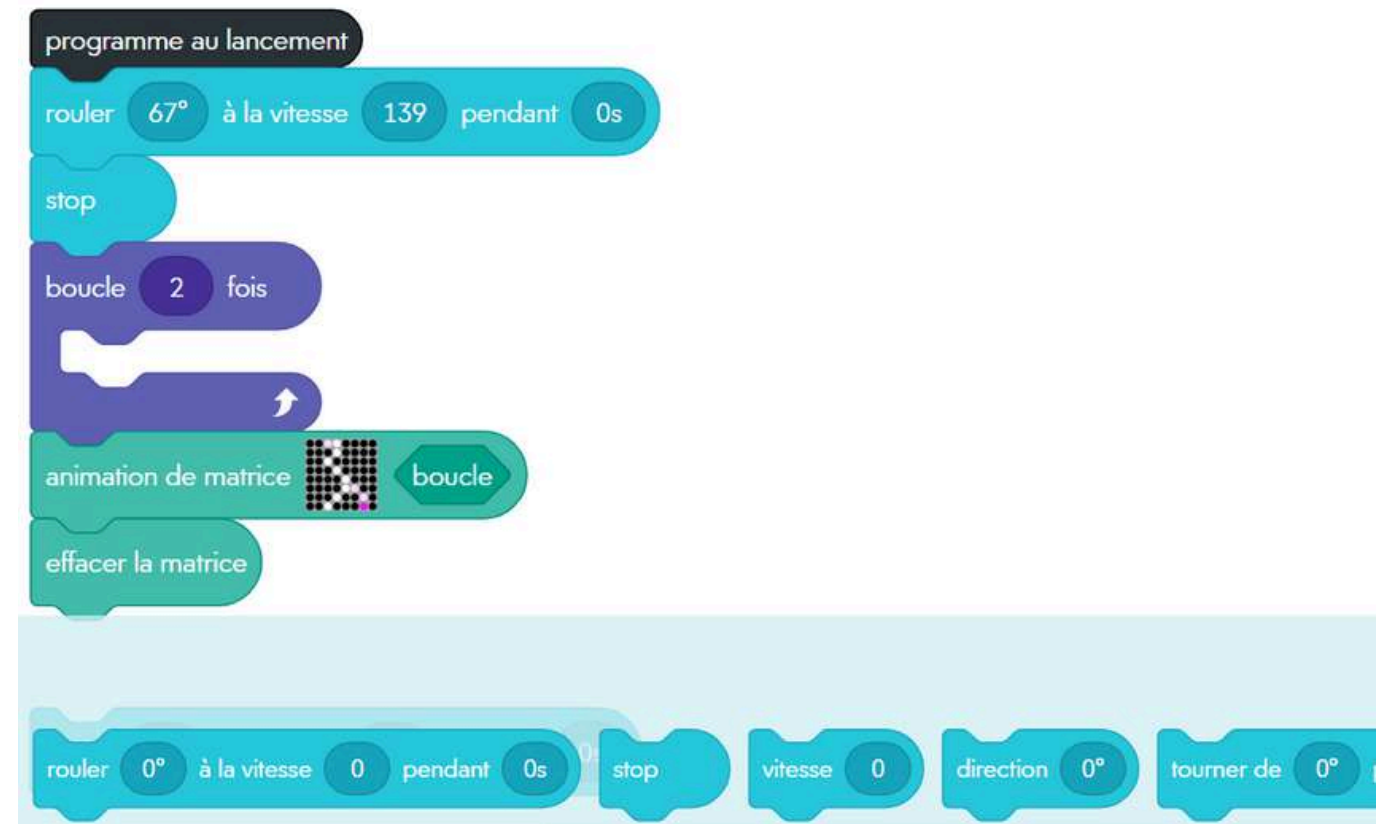 programme au lancement
rouler 67° à la vitesse 139 pendant 0s
stop
boucle 2 fois
animation de matrice boucle
effacer la matrice
rouler 0° à la vitesse 0 pendant 0s stop vitesse 0 direction 0° tourner de 0°